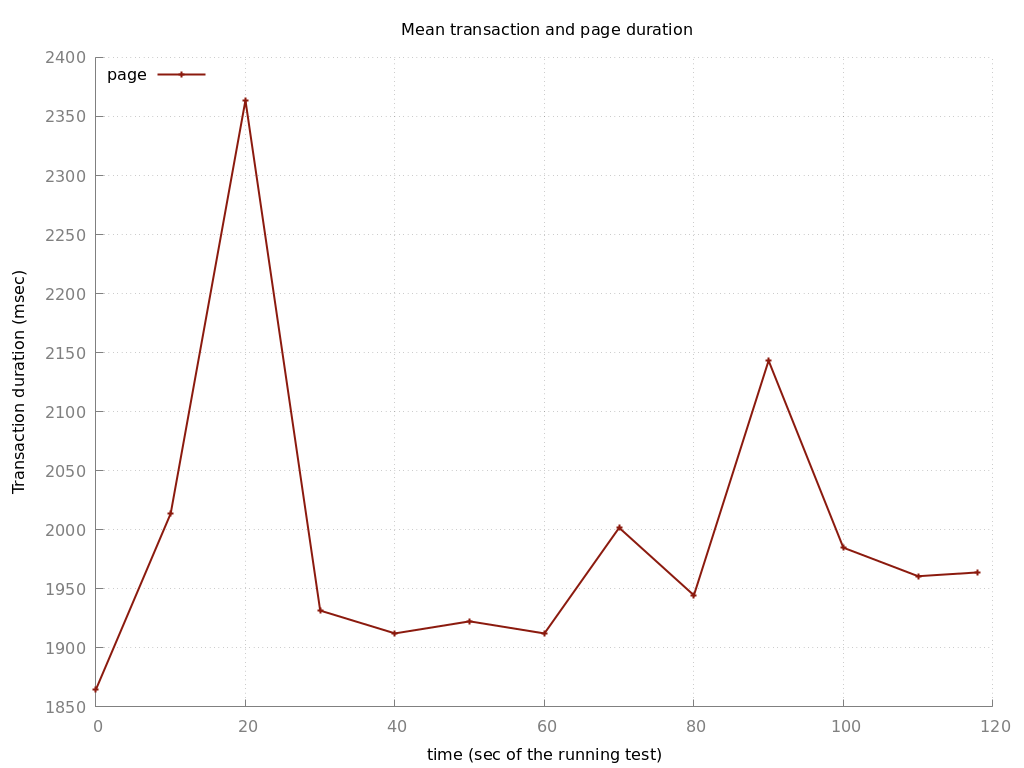 Mean transaction and page duration
page
2400
2350
2300
2250
2200
2150
2100
2050
2000
1950
1900
1850
Transaction duration (msec)
0 20 40 60 80 100 120
time (sec of the running test)